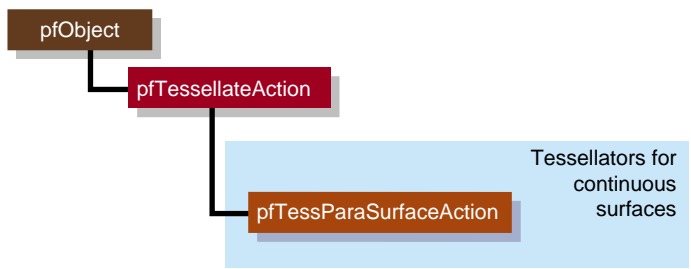 pfObject
pfTessellateAction
Tessellators for
continuous
surfaces
pfTessParaSurfaceAction